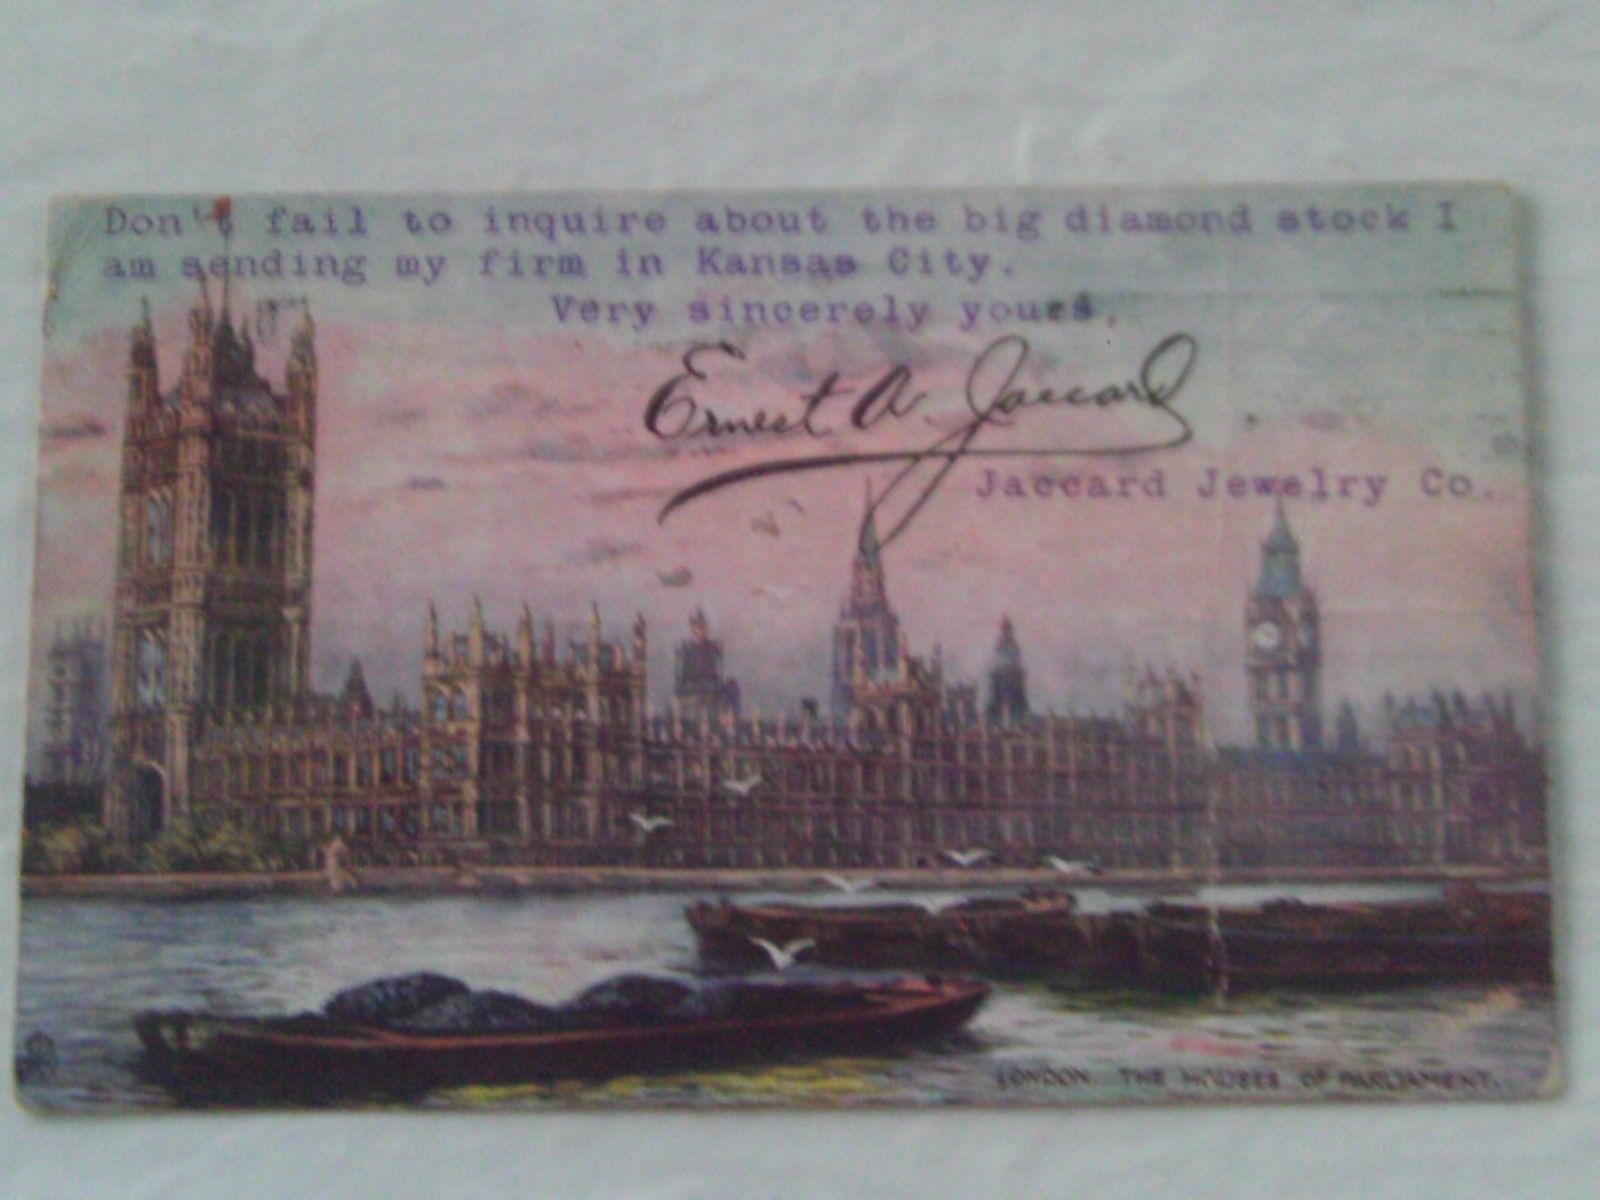 Don't fail to inquire about the big diamond stock I
am sending my firm in Kansas City.
Very sincerely yours,
Ernest A. Jaccard
Jaccard Jewelry Co.
LONDON. THE HOUSES OF PARLIAMENT.